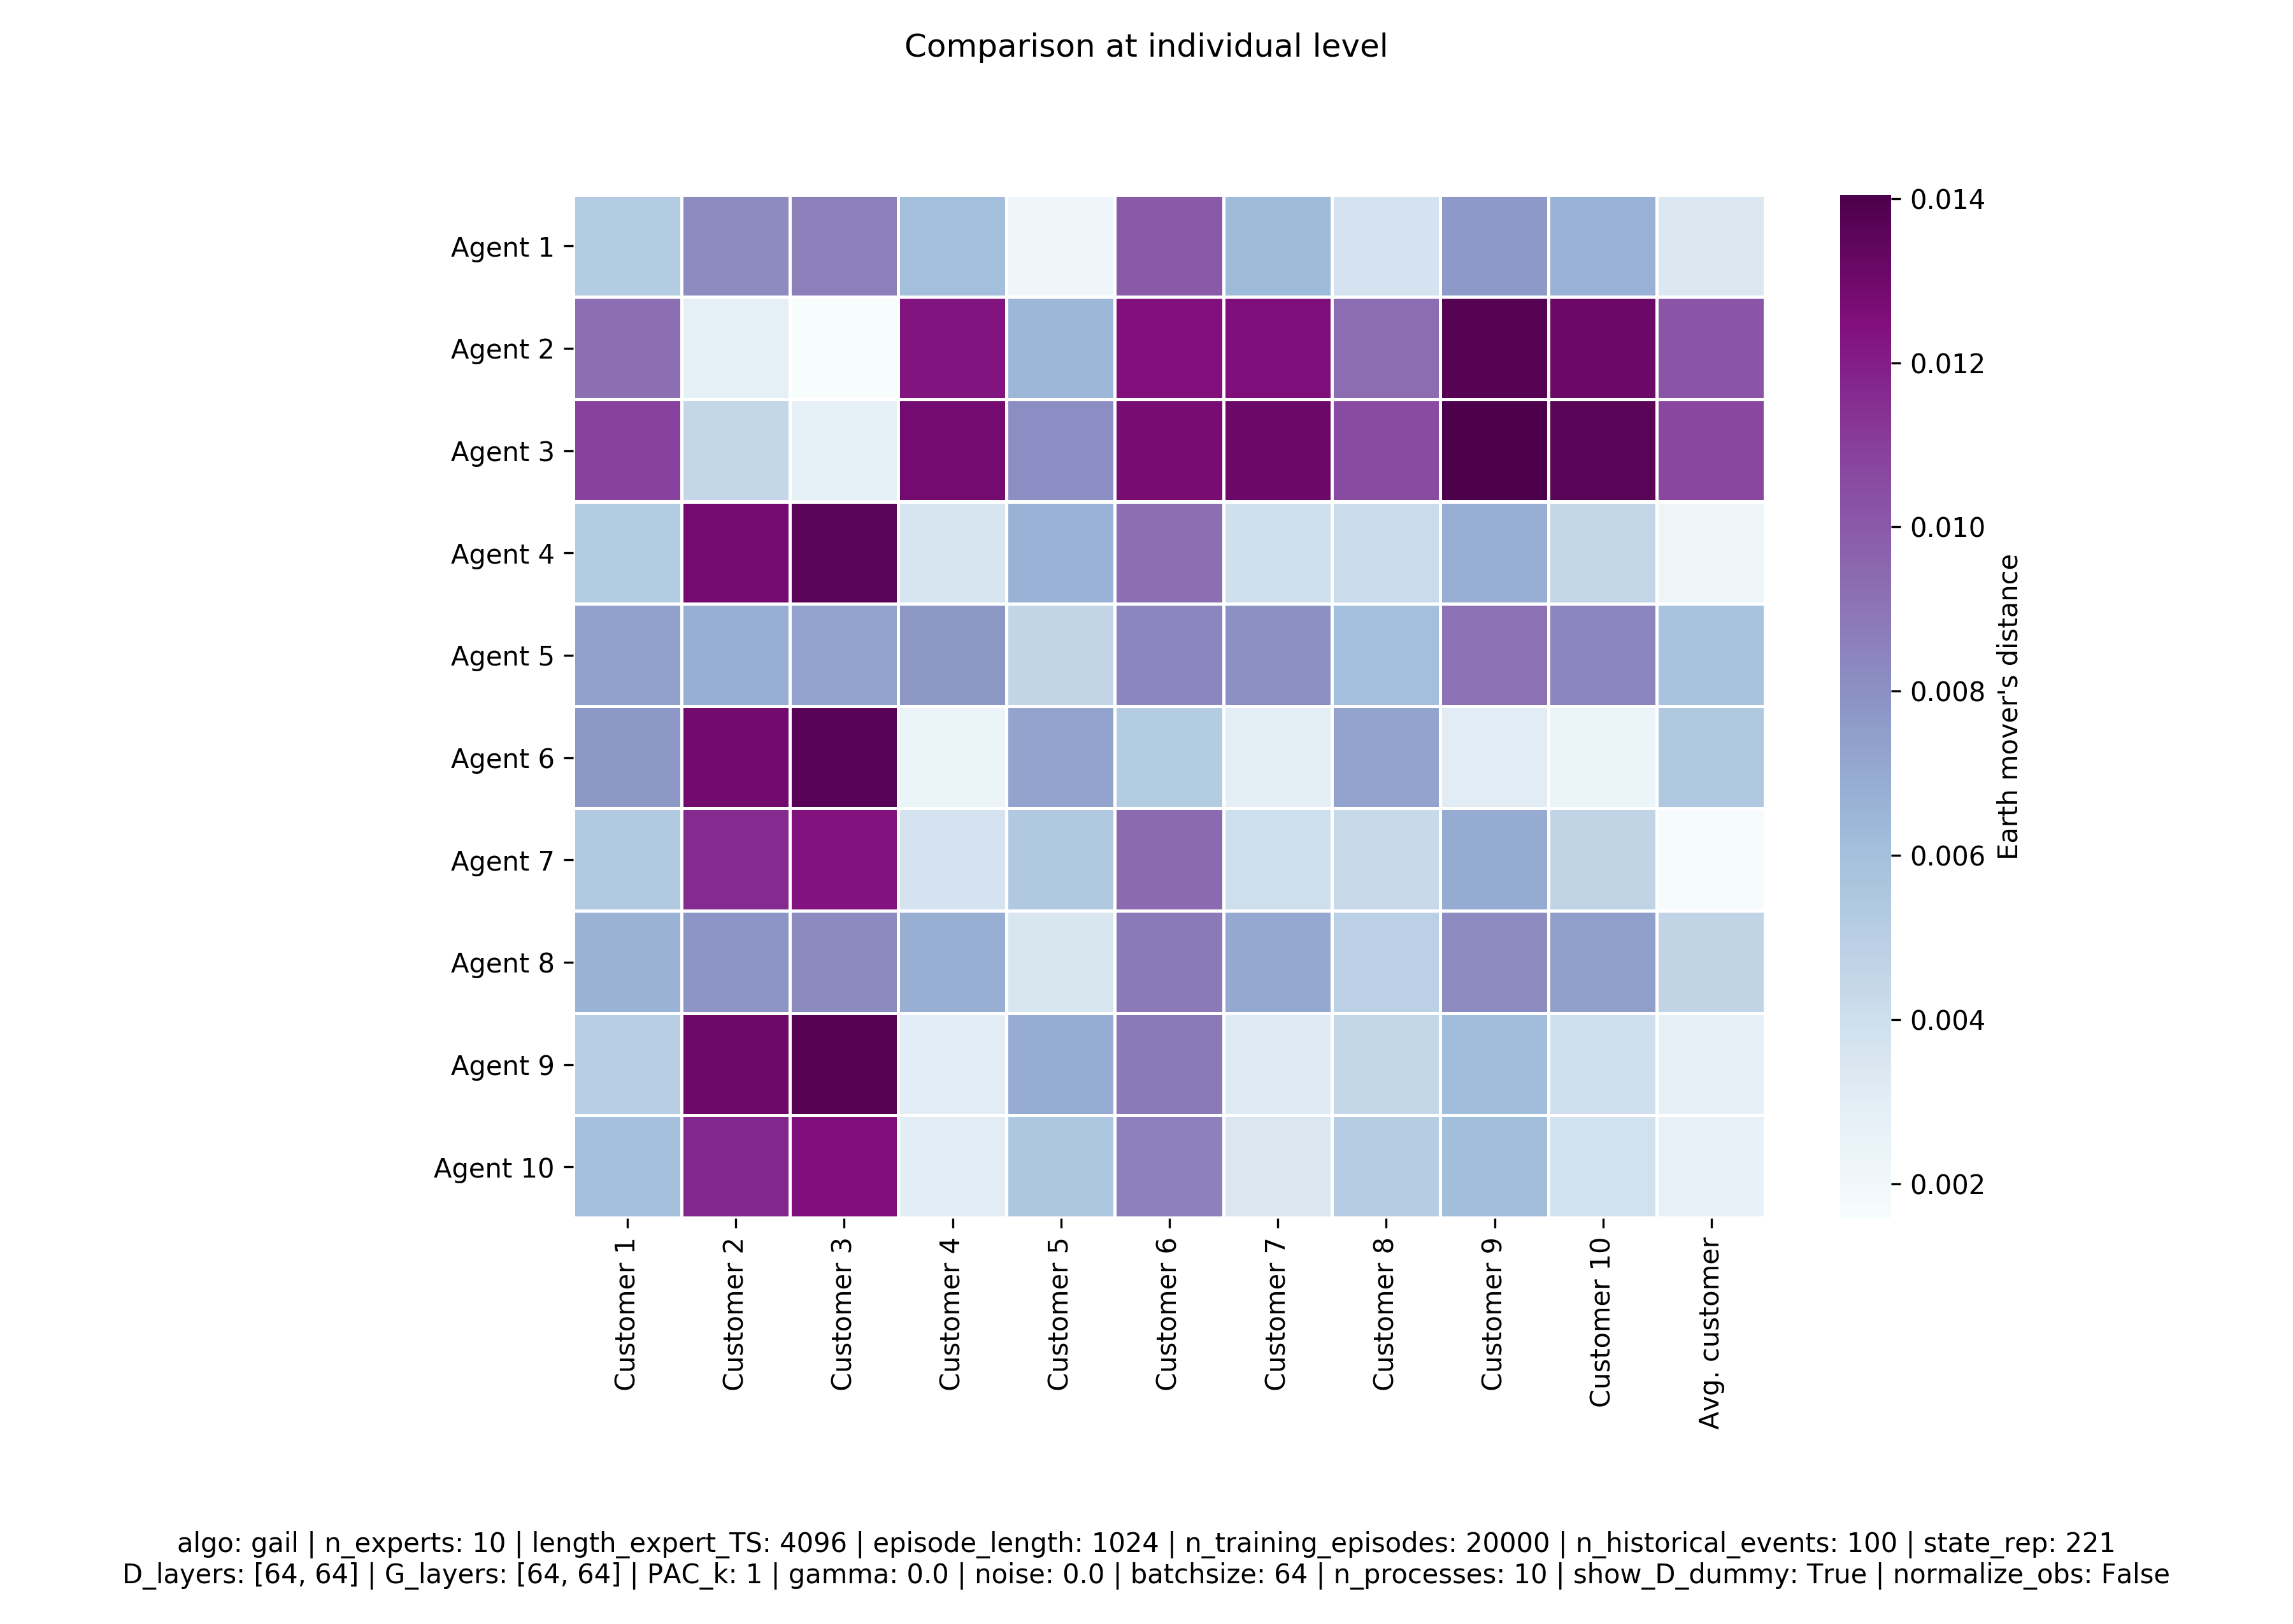 Comparison at individual level
Agent 1
Agent 2
Agent 3
Agent 4
Agent 5
Agent 6
Agent 7
Agent 8
Agent 9
Agent 10
Customer 1
Customer 2
Customer 3
Customer 4
Customer 5
Customer 6
Customer 7
Customer 8
Customer 9
Customer 10
Avg. customer
0.014
0.012
0.010
0.008
0.006
0.004
0.002
Earth mover's distance
algo: gail | n_experts: 10 | length_expert_TS: 4096 | episode_length: 1024 | n_training_episodes: 20000 | n_historical_events: 100 | state_rep: 221
D_layers: [64, 64] | G_layers: [64, 64] | PAC_k: 1 | gamma: 0.0 | noise: 0.0 | batchsize: 64 | n_processes: 10 | show_D_dummy: True | normalize_obs: False